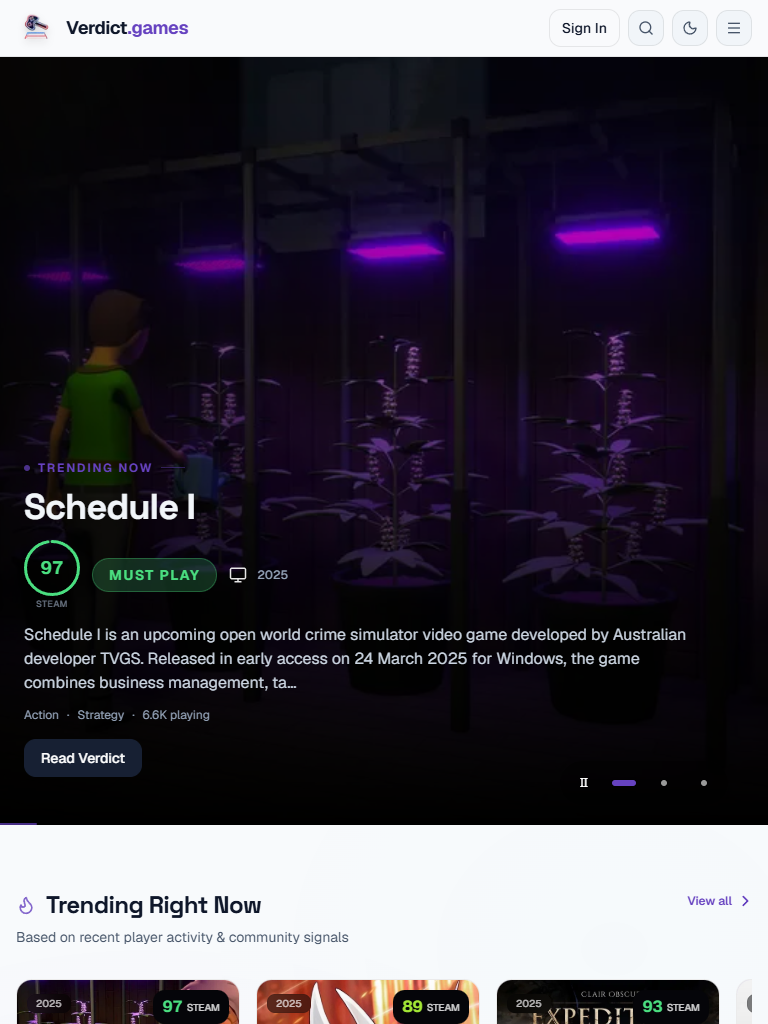 Verdict.games
Sign In
TRENDING NOW
Schedule I
97
MUST PLAY
2025
STEAM
Schedule I is an upcoming open world crime simulator video game developed by Australian
developer TVGS. Released in early access on 24 March 2025 for Windows, the game
combines business management, ta...
Action · Strategy · 6.6K playing
Read Verdict
Trending Right Now
View all
Based on recent player activity & community signals
2025
97 STEAM
2025
89 STEAM
2025
CLAIR OBSCU
93 STEAM
EXPEDIT